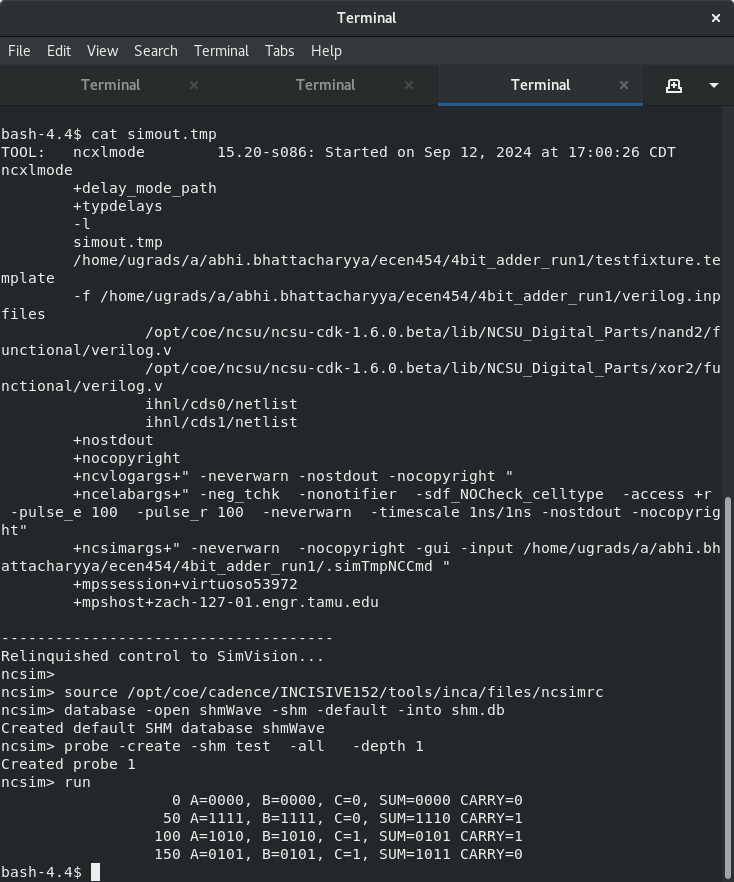 Terminal
×
File Edit View Search Terminal Tabs Help
Terminal × Terminal × Terminal ×
bash-4.4$ cat simout.tmp
TOOL:   ncxlmode        15.20-s086: Started on Sep 12, 2024 at 17:00:26 CDT
ncxlmode
        +delay_mode_path
        +typdelays
        -l
        simout.tmp
        /home/ugrads/a/abhi.bhattacharyya/ecen454/4bit_adder_run1/testfixture.te
mplate
        -f /home/ugrads/a/abhi.bhattacharyya/ecen454/4bit_adder_run1/verilog.inp
files
                /opt/coe/ncsu/ncsu-cdk-1.6.0.beta/lib/NCSU_Digital_Parts/nand2/f
unctional/verilog.v
                /opt/coe/ncsu/ncsu-cdk-1.6.0.beta/lib/NCSU_Digital_Parts/xor2/fu
nctional/verilog.v
                ihnl/cds0/netlist
                ihnl/cds1/netlist
        +nostdout
        +nocopyright
        +ncvlogargs+" -neverwarn -nostdout -nocopyright "
        +ncelabargs+" -neg_tchk  -nonotifier  -sdf_NOCheck_celltype  -access +r
 -pulse_e 100  -pulse_r 100  -neverwarn  -timescale 1ns/1ns -nostdout -nocopyrig
ht"
        +ncsimargs+" -neverwarn  -nocopyright -gui -input /home/ugrads/a/abhi.bh
attacharyya/ecen454/4bit_adder_run1/.simTmpNCCmd "
        +mpssession+virtuoso53972
        +mpshost+zach-127-01.engr.tamu.edu

-------------------------------------
Relinquished control to SimVision...
ncsim>
ncsim> source /opt/coe/cadence/INCISIVE152/tools/inca/files/ncsimrc
ncsim> database -open shmWave -shm -default -into shm.db
Created default SHM database shmWave
ncsim> probe -create -shm test  -all   -depth 1
Created probe 1
ncsim> run
                   0 A=0000, B=0000, C=0, SUM=0000 CARRY=0
                  50 A=1111, B=1111, C=0, SUM=1110 CARRY=1
                 100 A=1010, B=1010, C=1, SUM=0101 CARRY=1
                 150 A=0101, B=0101, C=1, SUM=1011 CARRY=0
bash-4.4$